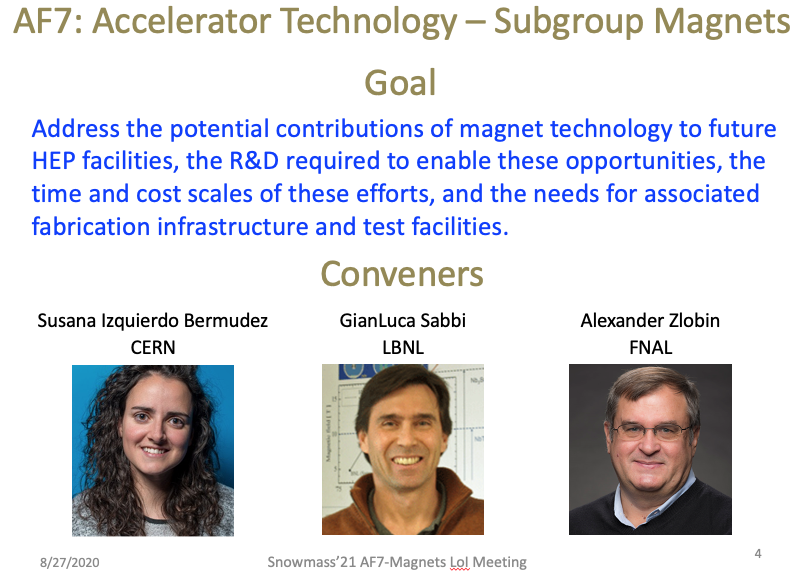 AF7: Accelerator Technology – Subgroup Magnets
Goal
Address the potential contributions of magnet technology to future
HEP facilities, the R&D required to enable these opportunities, the
time and cost scales of these efforts, and the needs for associated
fabrication infrastructure and test facilities.
Conveners
Susana Izquierdo Bermudez
CERN
GianLuca Sabbi
LBNL
Alexander Zlobin
FNAL
Magnetic field [T]
8/27/2020
Snowmass'21 AF7-Magnets LoI Meeting
4